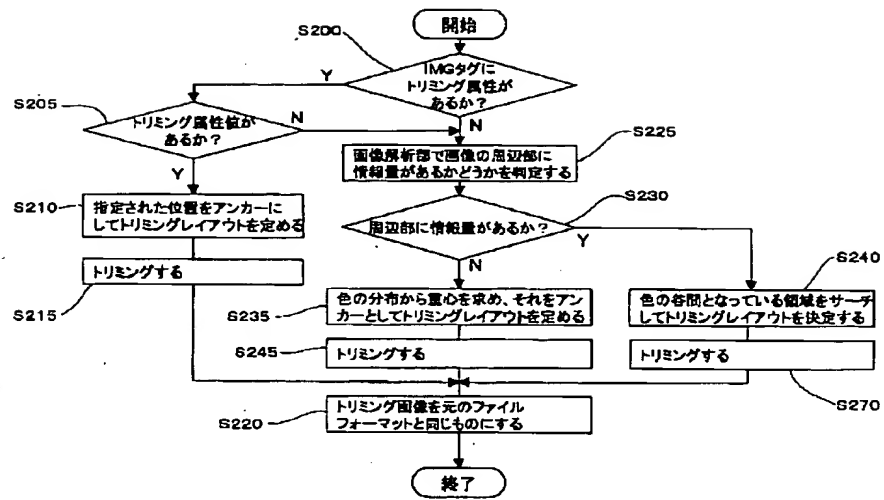 開始
S200
IMGタグに
トリミング属性が
あるか?
Y
N
S205
トリミング属性値が
あるか?
N
Y
S225
画像解析部で画像の周辺部に
情報量があるかどうかを判定する
S210
指定された位置をアンカーに
してトリミングレイアウトを定める
S230
周辺部に情報量があるか?
Y
N
トリミングする
S215
S235
色の分布から重心を求め、それをアン
カーとしてトリミングレイアウトを定める
S240
色の谷間となっている領域をサーチ
してトリミングレイアウトを決定する
S245
トリミングする
トリミングする
S270
S220
トリミング画像を元のファイル
フォーマットと同じものにする
終了